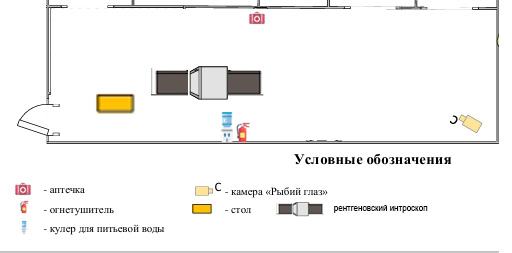 С
Условные обозначения
- аптечка
С - камера «Рыбий глаз»
- огнетушитель
- стол
рентгеновский интроскоп
- кулер для питьевой воды